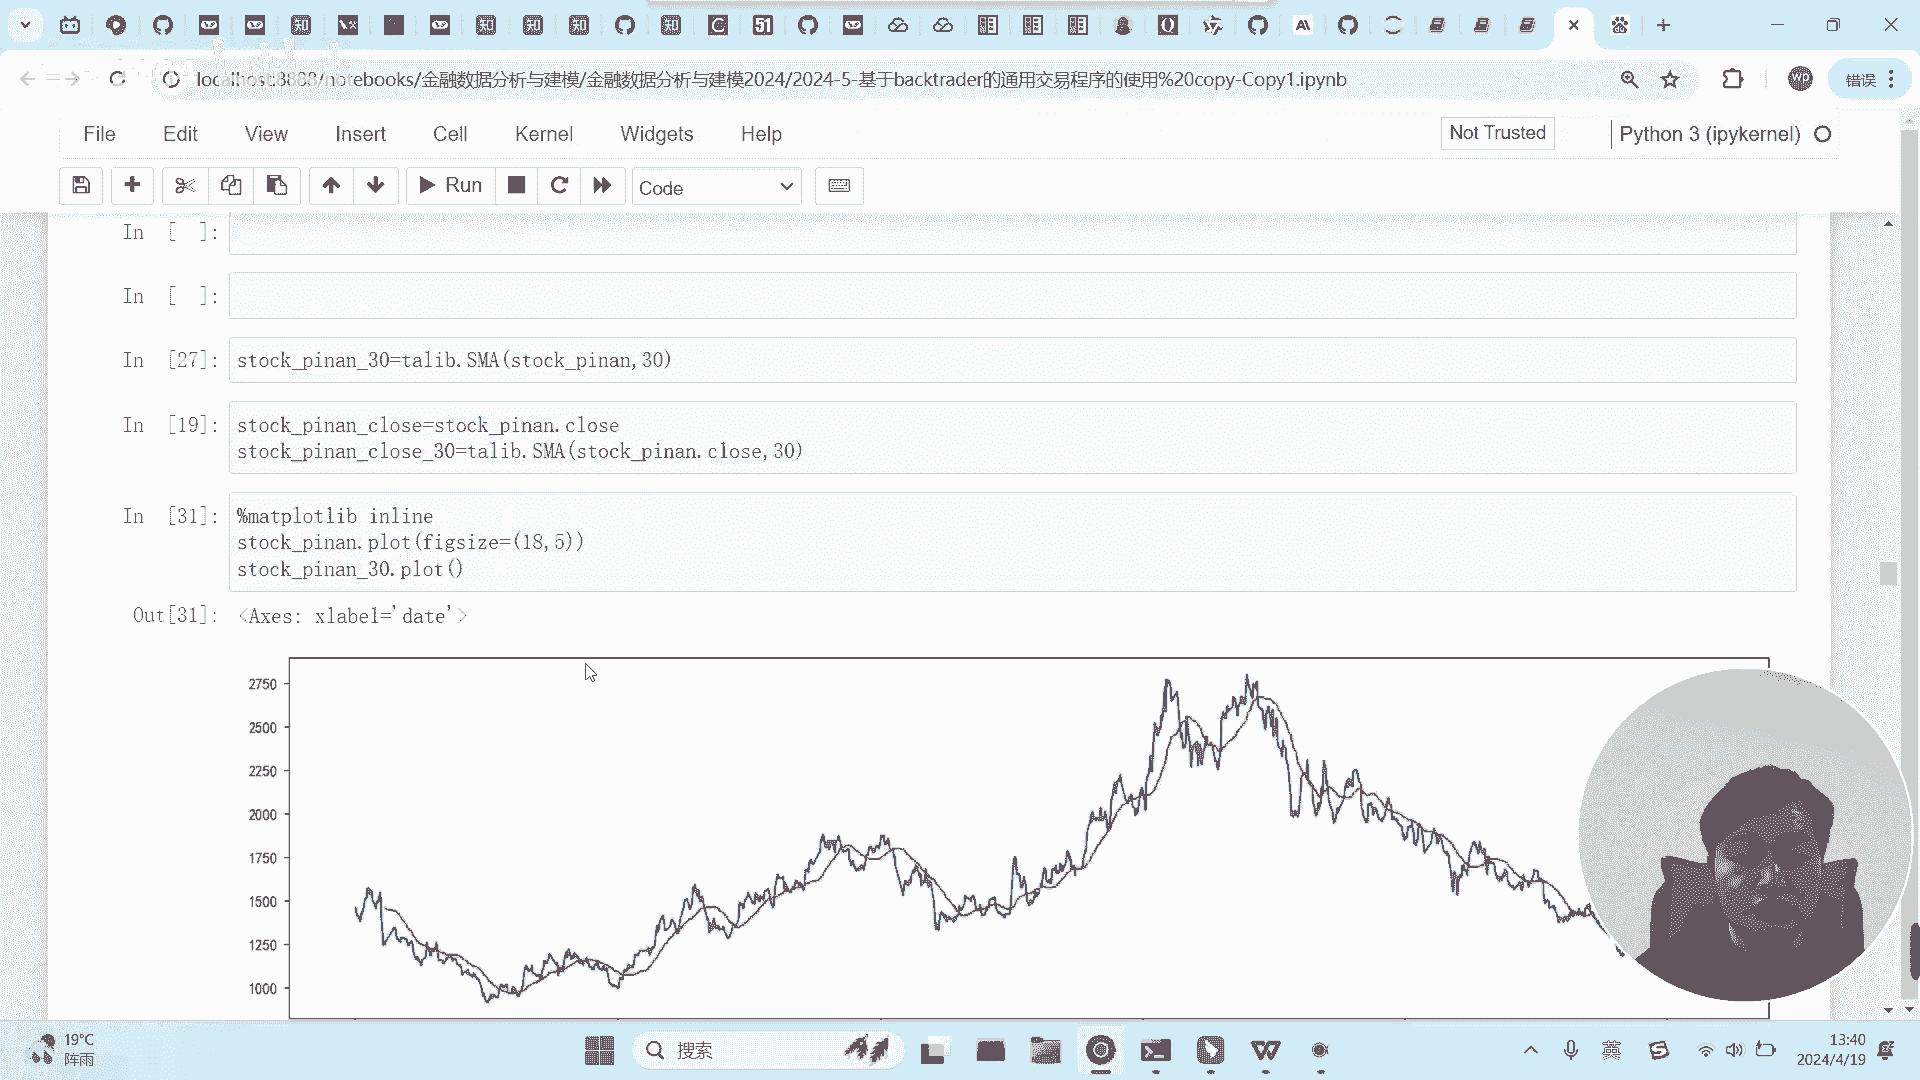 localhost:8888/notebooks/金融数据分析与建模/金融数据分析与建模2024/2024-5-基于backtrader的通用交易程序的使用%20copy-Copy1.ipynb
wp
错误
File Edit View Insert Cell Kernel Widgets Help
Not Trusted
Python 3 (ipykernel)
Run
Code
In [ ]:
In [ ]:
In [27]:
stock_pinan_30=talib.SMA(stock_pinan,30)
In [19]:
stock_pinan_close=stock_pinan.close
stock_pinan_close_30=talib.SMA(stock_pinan.close,30)
In [31]:
%matplotlib inline
stock_pinan.plot(figsize=(18,5))
stock_pinan_30.plot()
Out[31]:
<Axes: xlabel='date'>
2750
2500
2250
2000
1750
1500
1250
1000
19°C
阵雨
搜索
英
13:40
2024/4/19